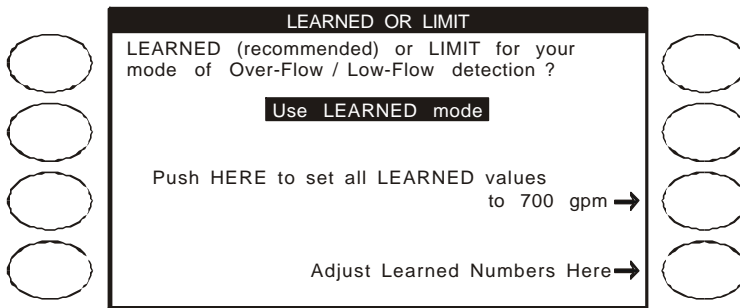 LEARNED OR LIMIT
LEARNED (recommended) or LIMIT for your
mode of Over-Flow / Low-Flow detection ?
Use LEARNED mode
Push HERE to set all LEARNED values
to 700 gpm →
Adjust Learned Numbers Here→